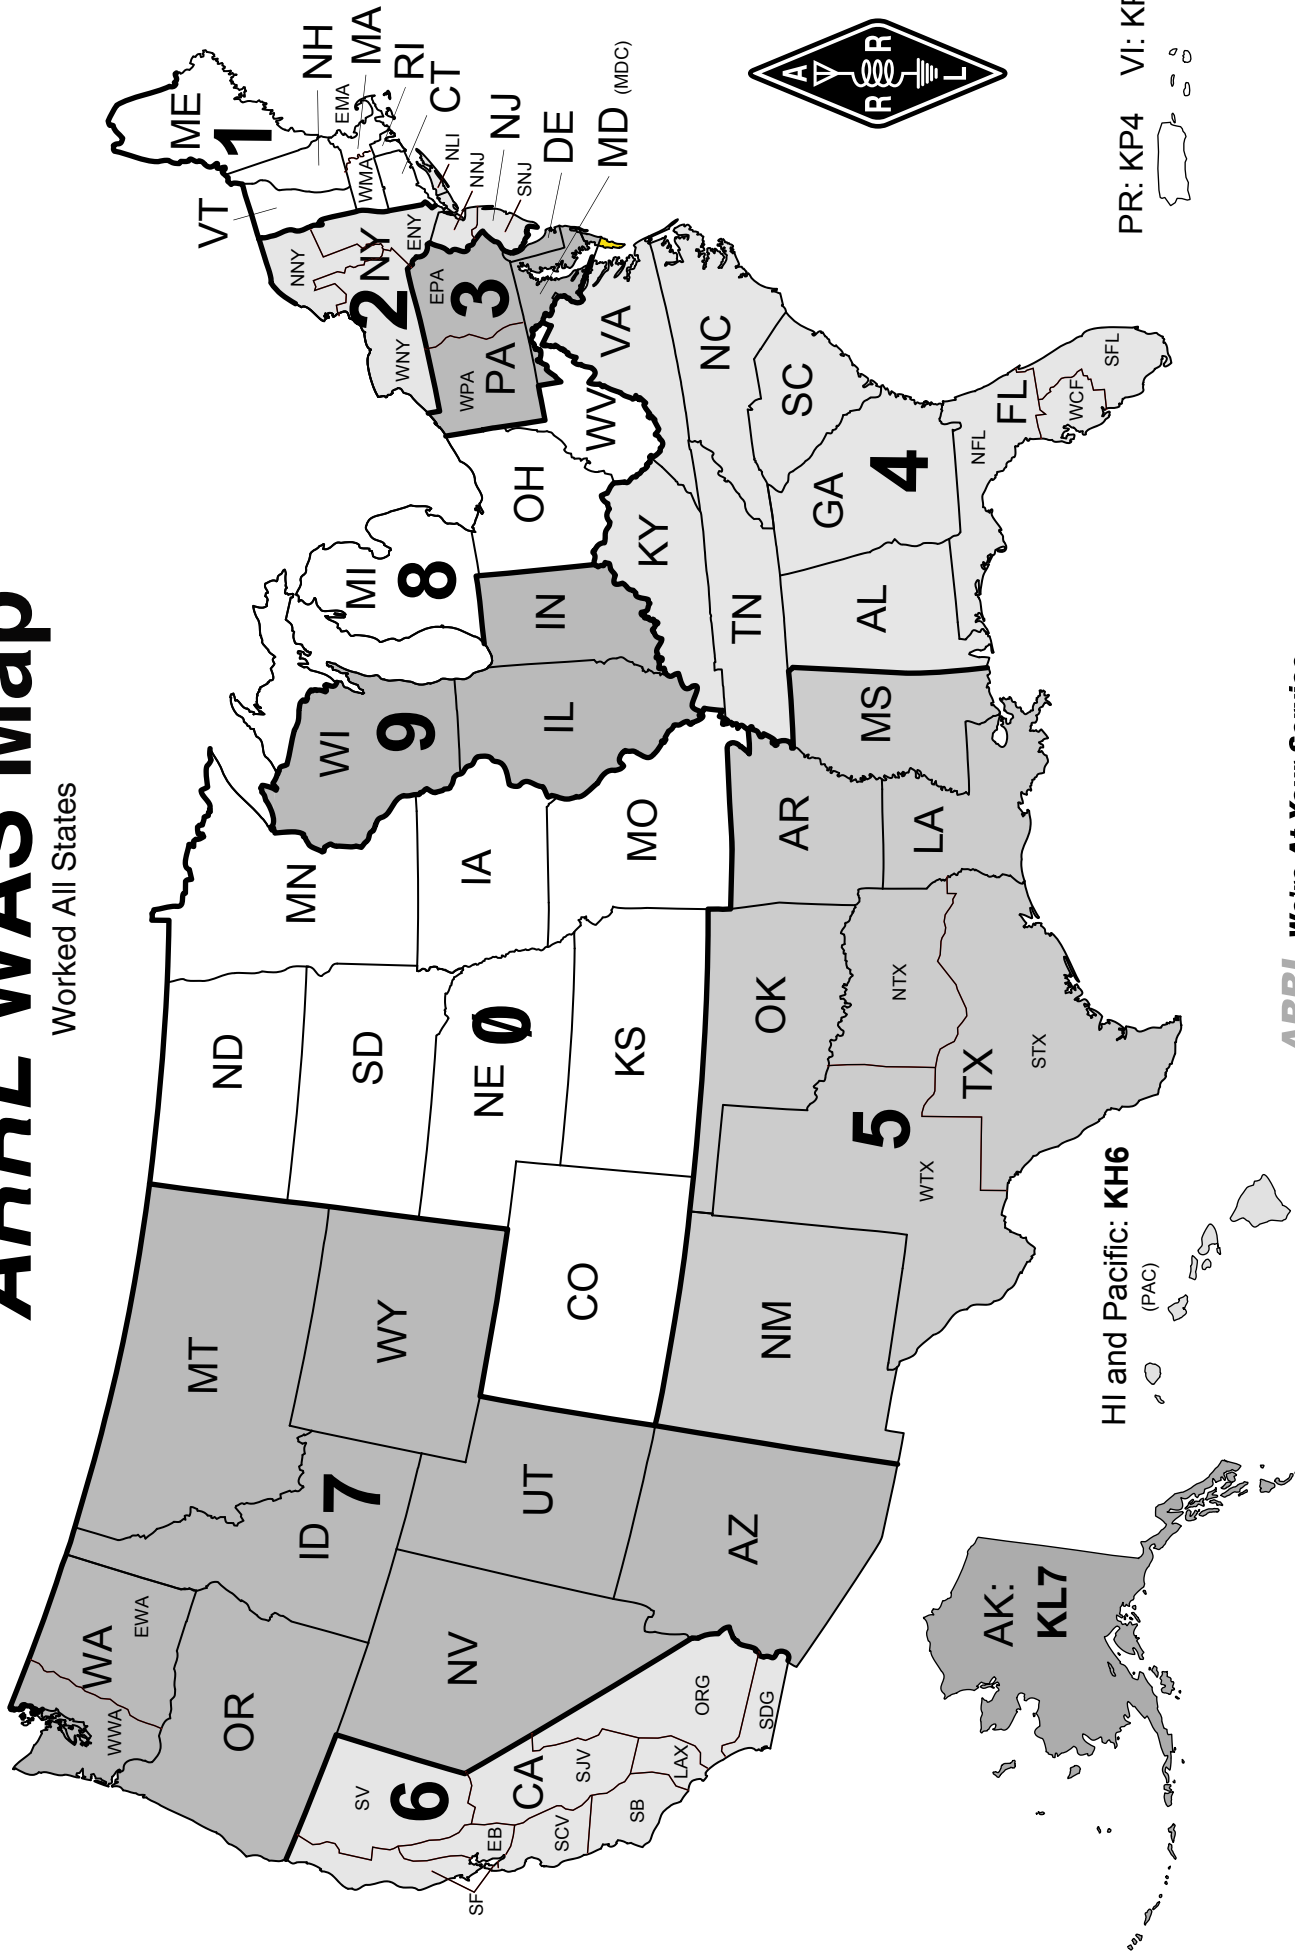 ARRL WAS Map
Worked All States
WA
EWA
WWA
OR
ID
7
MT
WY
NV
UT
AZ
CA
6
SV
SF
EB
SCV
SJV
SB
LAX
ORG
SDG
ND
SD
NE
Ø
KS
CO
MN
IA
MO
NM
OK
5
TX
NTX
WTX
STX
AR
LA
MS
WI
9
IL
IN
MI
8
OH
WV
KY
TN
AL
GA
4
SC
NC
VA
FL
NFL
WCF
SFL
PA
3
WPA
EPA
NY
2
WNY
NNY
ENY
NLI
NNJ
SNJ
NJ
DE
MD (MDC)
VT
ME
1
NH
EMA
MA
WMA
RI
CT
AK:
KL7
HI and Pacific: KH6
(PAC)
PR: KP4 VI:
A
R R
L